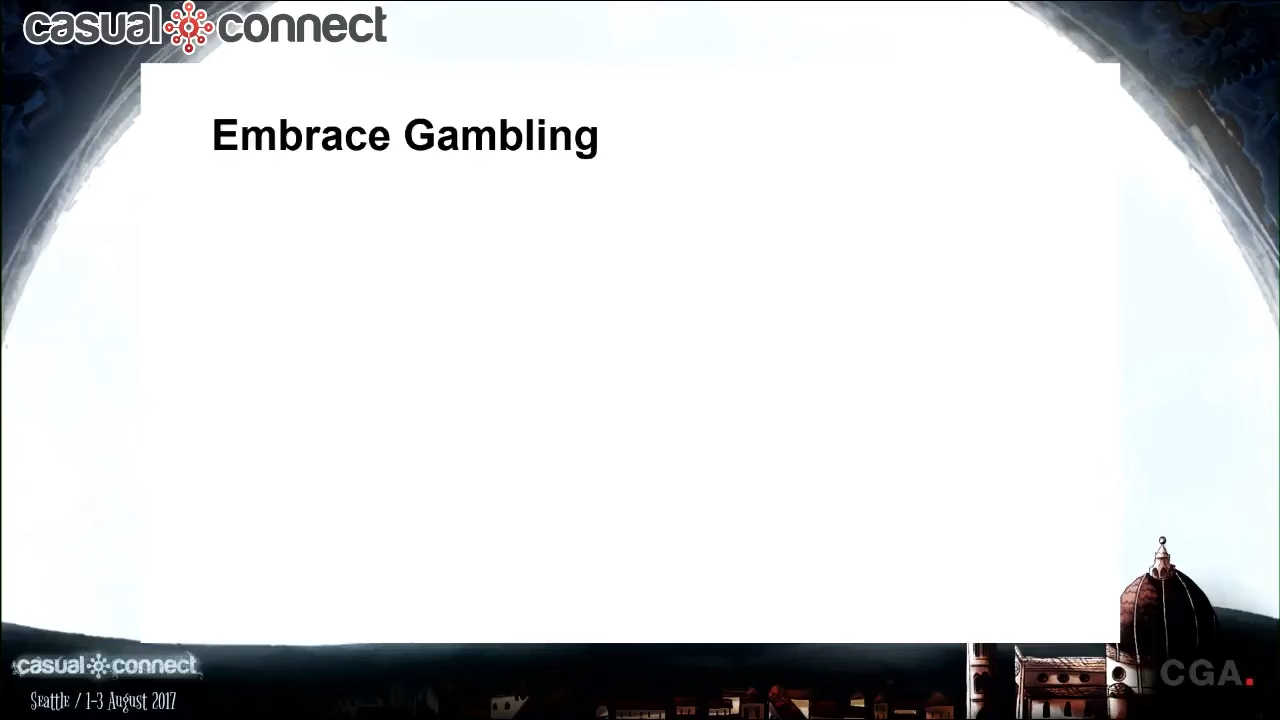 casual connect
Embrace Gambling
casual connect
Seattle / 1-3 August 2017
CGA.